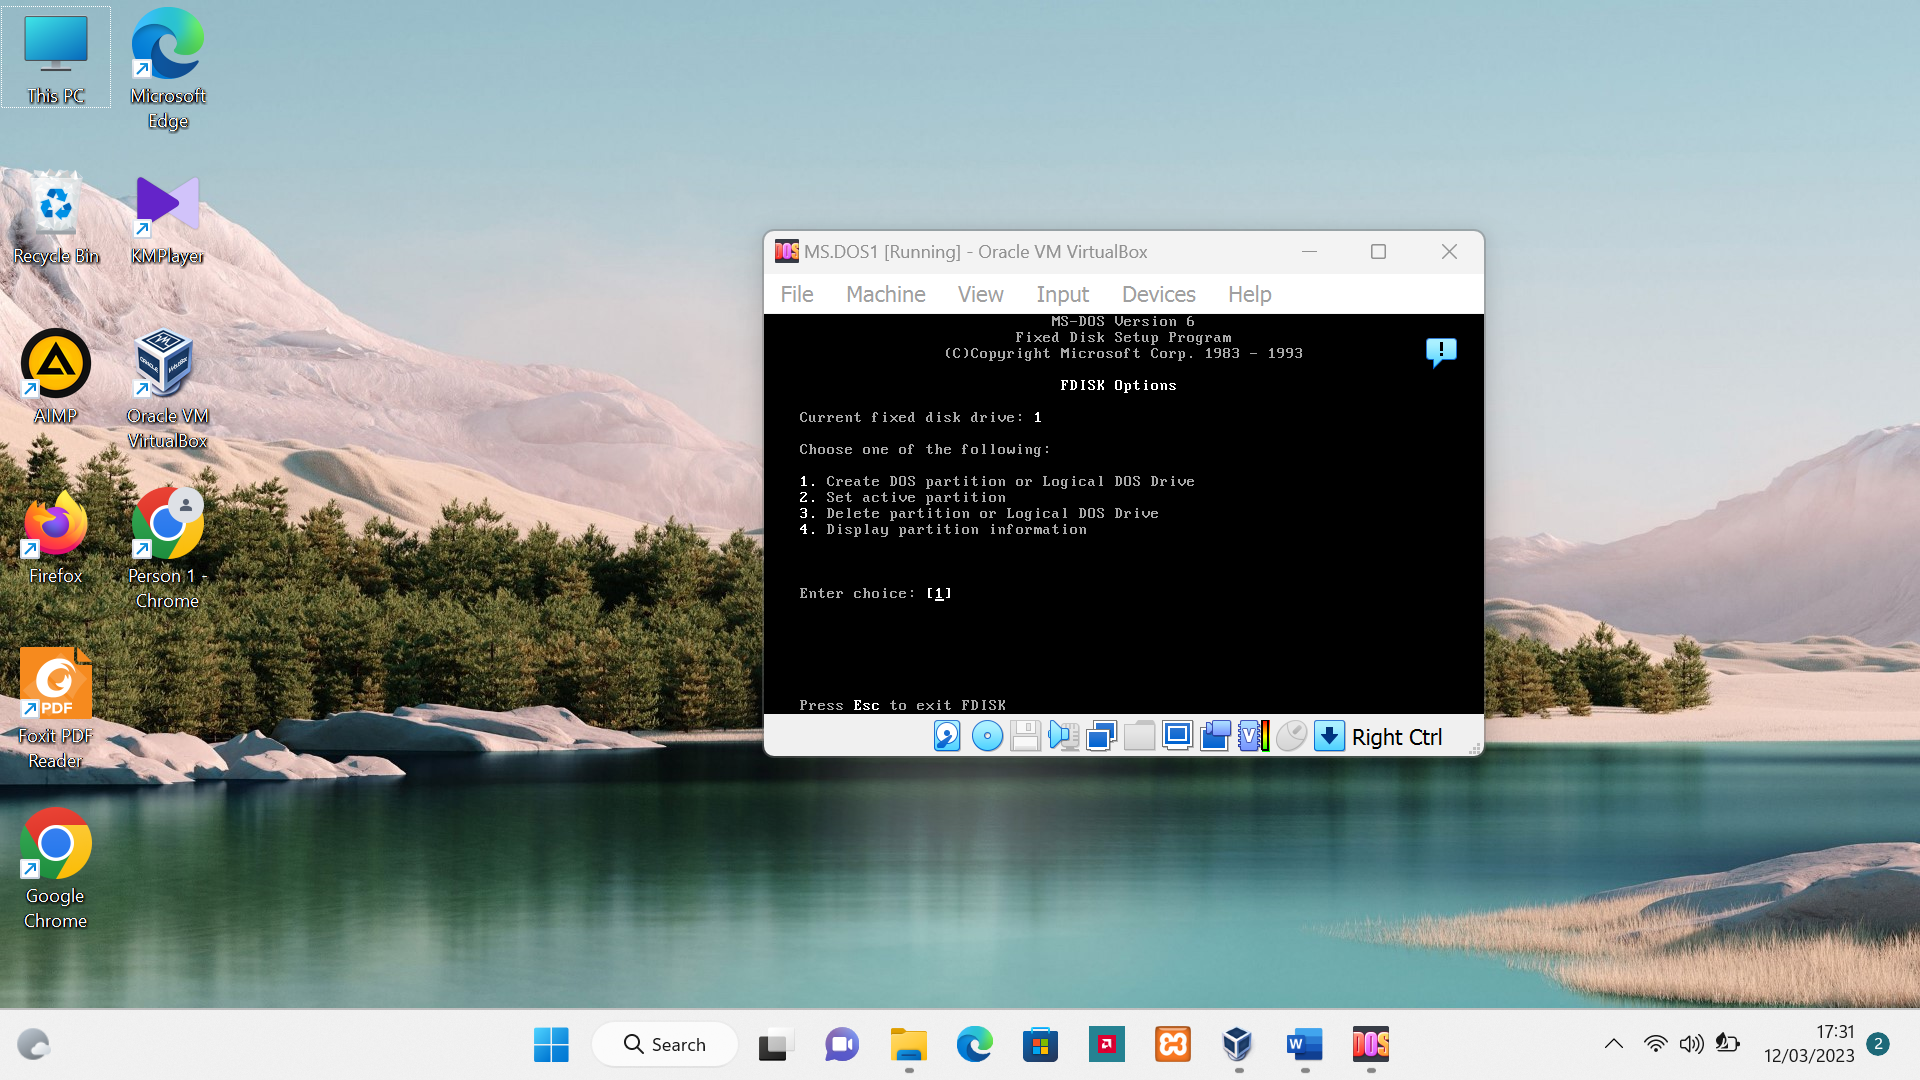 This PC
Microsoft
Edge
Recycle Bin
KMPlayer
AIMP
Oracle VM
VirtualBox
Firefox
Person 1 -
Chrome
PDF
Foxit PDF
Reader
Google
Chrome
DOS MS.DOS1 [Running] - Oracle VM VirtualBox
File Machine View Input Devices Help
MS-DOS Version 6
Fixed Disk Setup Program
(C)Copyright Microsoft Corp. 1983 - 1993
FDISK Options
Current fixed disk drive: 1
Choose one of the following:
1. Create DOS partition or Logical DOS Drive
2. Set active partition
3. Delete partition or Logical DOS Drive
4. Display partition information
Enter choice: [1]
Press Esc to exit FDISK
Right Ctrl
Search
W
DOS
17:31
12/03/2023
2